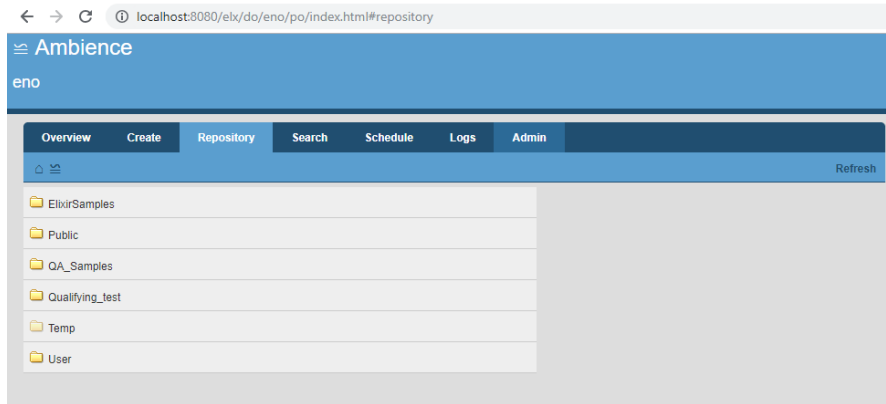 localhost:8080/elx/do/eno/po/index.html#repository
Ambience
eno
Overview Create Repository Search Schedule Logs Admin
Refresh
ElixirSamples
Public
QA_Samples
Qualifying_test
Temp
User